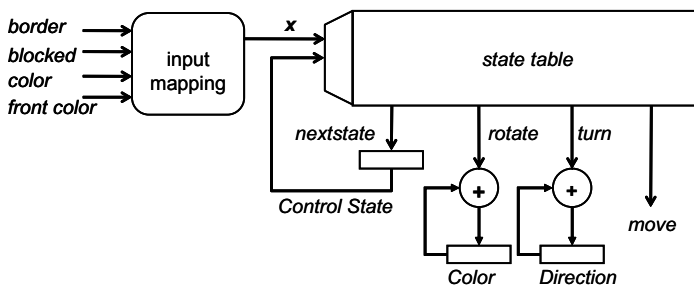 border
blocked
color
front color
input
mapping
x
state table
nextstate
rotate
turn
move
Control State
+
+
Color
Direction